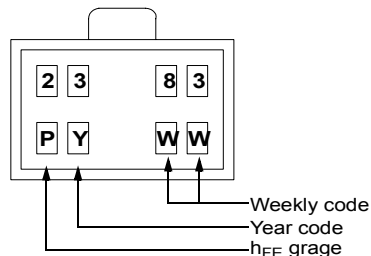 2 3 8 3
P Y W W
Weekly code
Year code
hFE grage